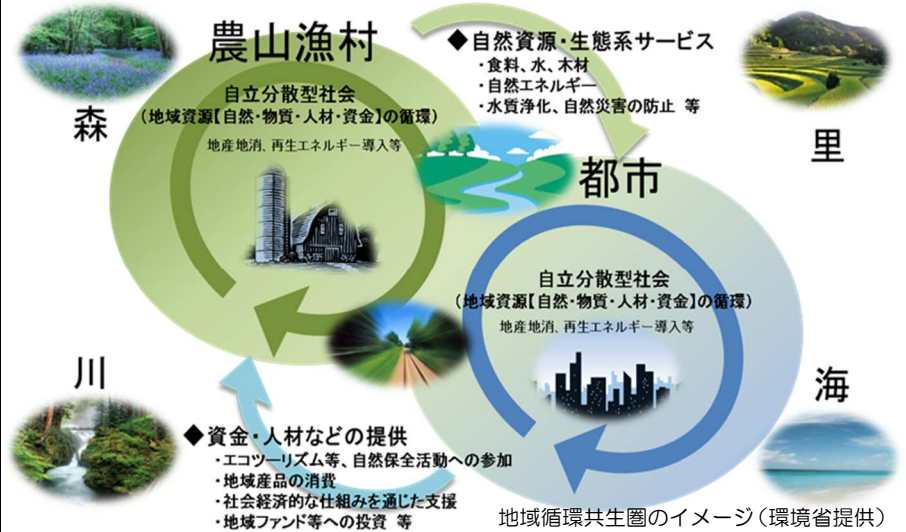 農山漁村
自立分散型社会
(地域資源【自然・物質・人材・資金】の循環)
地産地消、再生エネルギー導入等
森
◆自然資源・生態系サービス
・食料、水、木材
・自然エネルギー
・水質浄化、自然災害の防止 等
里
都市
自立分散型社会
(地域資源【自然・物質・人材・資金】の循環)
地産地消、再生エネルギー導入等
川
◆資金・人材などの提供
・エコツーリズム等、自然保全活動への参加
・地域産品の消費
・社会経済的な仕組みを通じた支援
・地域ファンド等への投資 等
海
地域循環共生圏のイメージ(環境省提供)